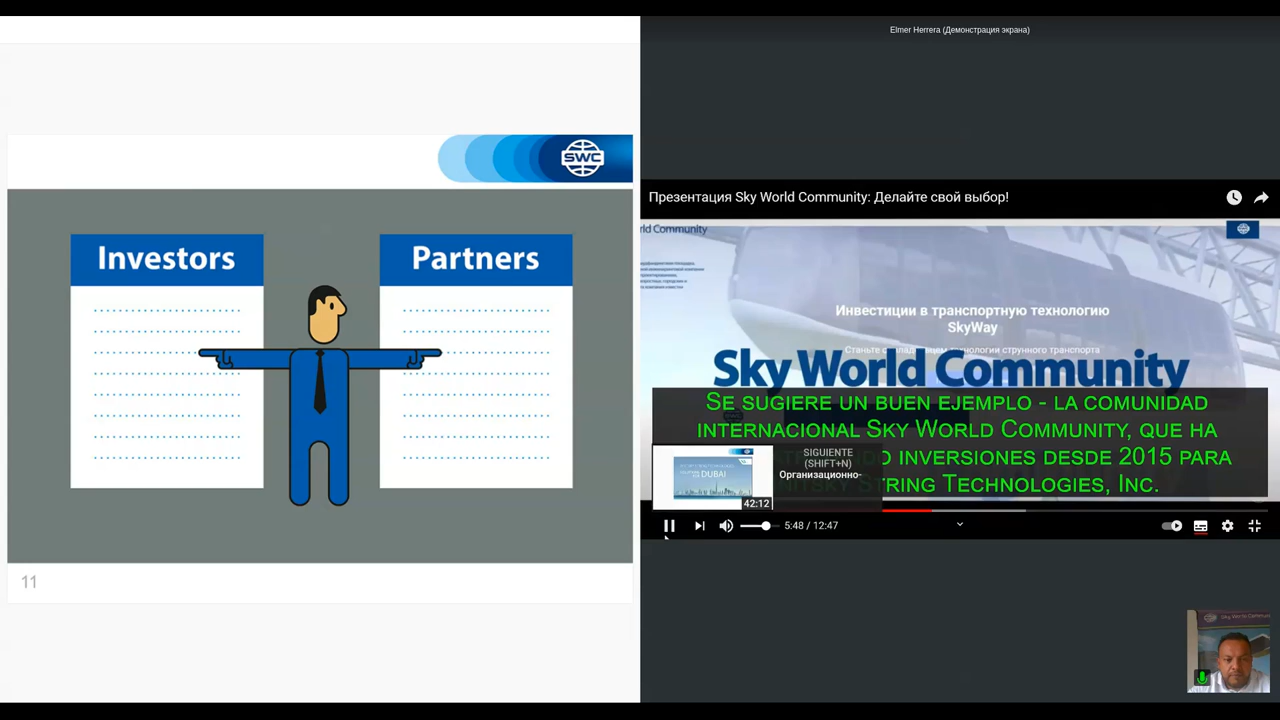 Elmer Herrera (Демонстрация экрана)
SWC
Investors
Partners
11
Презентация Sky World Community: Делайте свой выбор!
rld Community
Инвестиции в транспортную технологию
SkyWay
Sky World Community
Se sugiere un buen ejemplo - la comunidad
internacional Sky World Community, que ha
inversiones desde 2015 para
String Technologies, Inc.
SIGUIENTE
(SHIFT+N)
Организационно-
DUBAI
42:12
5:48 / 12:47